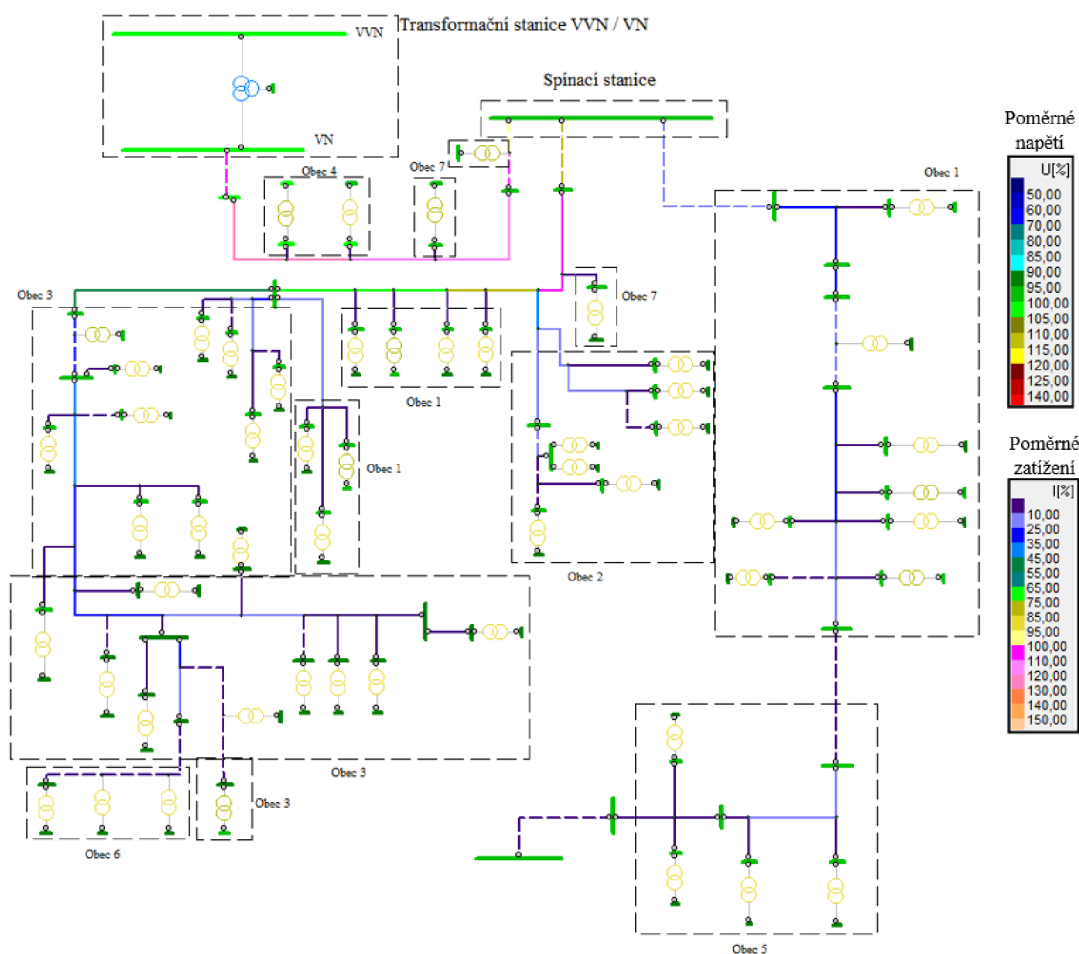 Transformační stanice VVN / VN
VVN
VN
Spínací stanice
Obec 4
Obec 7
Obec 1
Obec 3
Obec 7
Obec 1
Obec 1
Obec 2
Obec 3
Obec 3
Obec 6
Obec 5
Poměrné
napětí
U[%]
50,00
60,00
70,00
80,00
85,00
90,00
95,00
100,00
105,00
110,00
115,00
120,00
125,00
140,00
Poměrné
zatížení
I[%]
10,00
25,00
35,00
45,00
55,00
65,00
75,00
85,00
95,00
100,00
110,00
130,00
140,00
150,00